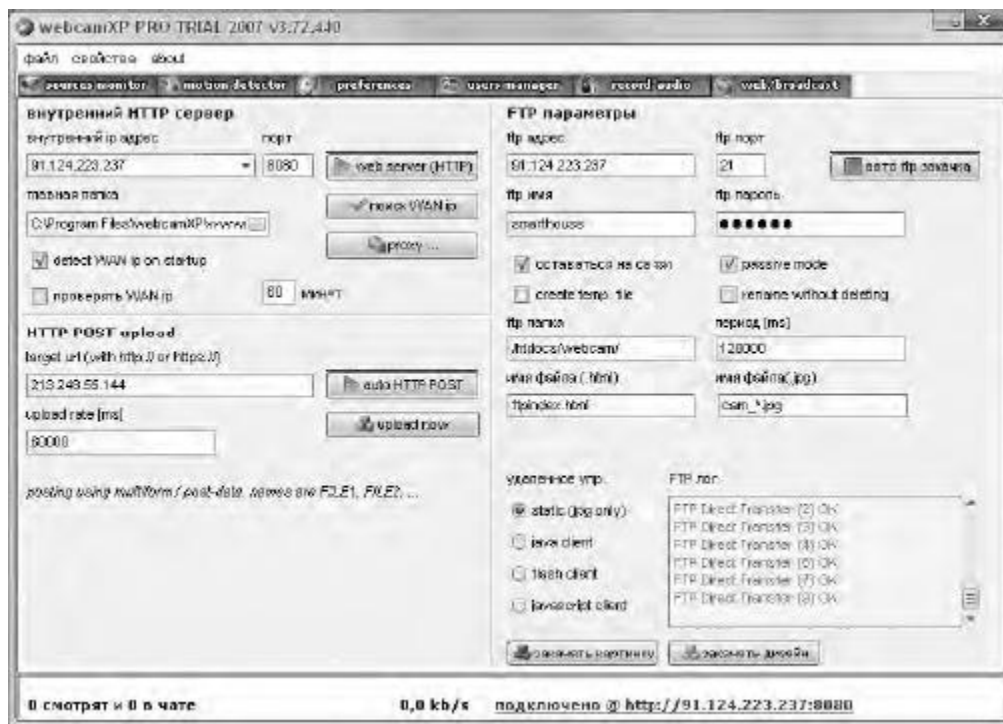 webcamXP PRO TRIAL 2007 v3.72.440
файл свойства about
sources monitor motion detector preferences users manager record audio web/broadcast
внутренний HTTP сервер
внутренний ip адрес порт
91.124.223.237 8080 web server (HTTP)
главная папка
поиск WAN ip
C:\Program Files\webcamXP\
proxy ...
detect WAN ip on startup
проверять WAN ip 60 минут
HTTP POST upload
target url (with http:// or https://)
213.243.55.144 auto HTTP POST
upload rate [ms]
upload now
60000
posting using multiform / post-data, names are FILE1, FILE2, ...
FTP параметры
ftp адрес ftp порт
91.124.223.237 21 авто ftp закачка
ftp имя ftp пароль
smarthouse ●●●●●●
оставаться на связи passive mode
create temp. file rename without deleting
ftp папка период [ms]
/htdocs/webcam/ 128000
имя файла (.html) имя файла(.jpg)
ftpindex.html cam_*.jpg
удаленное упр. FTP лог
static (jpg only)
java client
flash client
javascript client
FTP Direct Transfer (2) OK
FTP Direct Transfer (3) OK
FTP Direct Transfer (4) OK
FTP Direct Transfer (6) OK
FTP Direct Transfer (7) OK
FTP Direct Transfer (8) OK
закачать картинку закачать дизайн
0 смотрят и 0 в чате 0,0 kb/s подключено @ http://91.124.223.237:8080